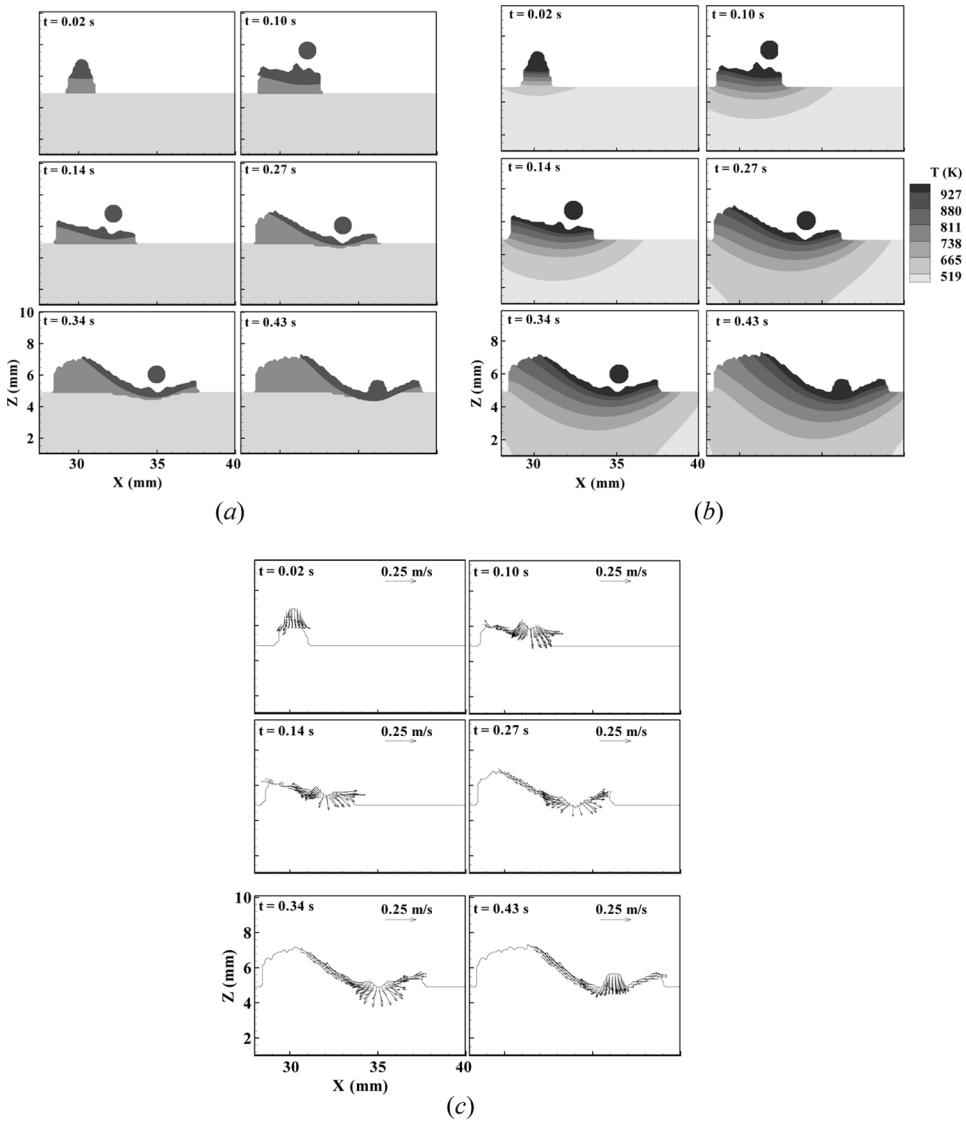 t = 0.02 s
t = 0.10 s
t = 0.14 s
t = 0.27 s
t = 0.34 s
t = 0.43 s
10
8
6
4
2
Z (mm)
30
35
40
X (mm)
(a)
t = 0.02 s
t = 0.10 s
t = 0.14 s
t = 0.27 s
T (K)
927
880
811
738
665
519
t = 0.34 s
t = 0.43 s
8
6
4
2
Z (mm)
30
35
40
X (mm)
(b)
t = 0.02 s
0.25 m/s
t = 0.10 s
0.25 m/s
t = 0.14 s
0.25 m/s
t = 0.27 s
0.25 m/s
t = 0.34 s
0.25 m/s
t = 0.43 s
0.25 m/s
10
8
6
4
2
Z (mm)
30
35
40
X (mm)
(c)